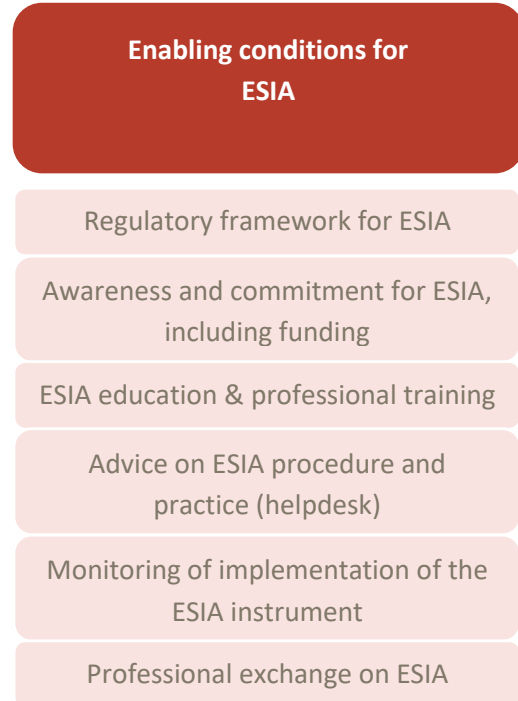 Enabling conditions for
ESIA
Regulatory framework for ESIA
Awareness and commitment for ESIA,
including funding
ESIA education & professional training
Advice on ESIA procedure and
practice (helpdesk)
Monitoring of implementation of the
ESIA instrument
Professional exchange on ESIA